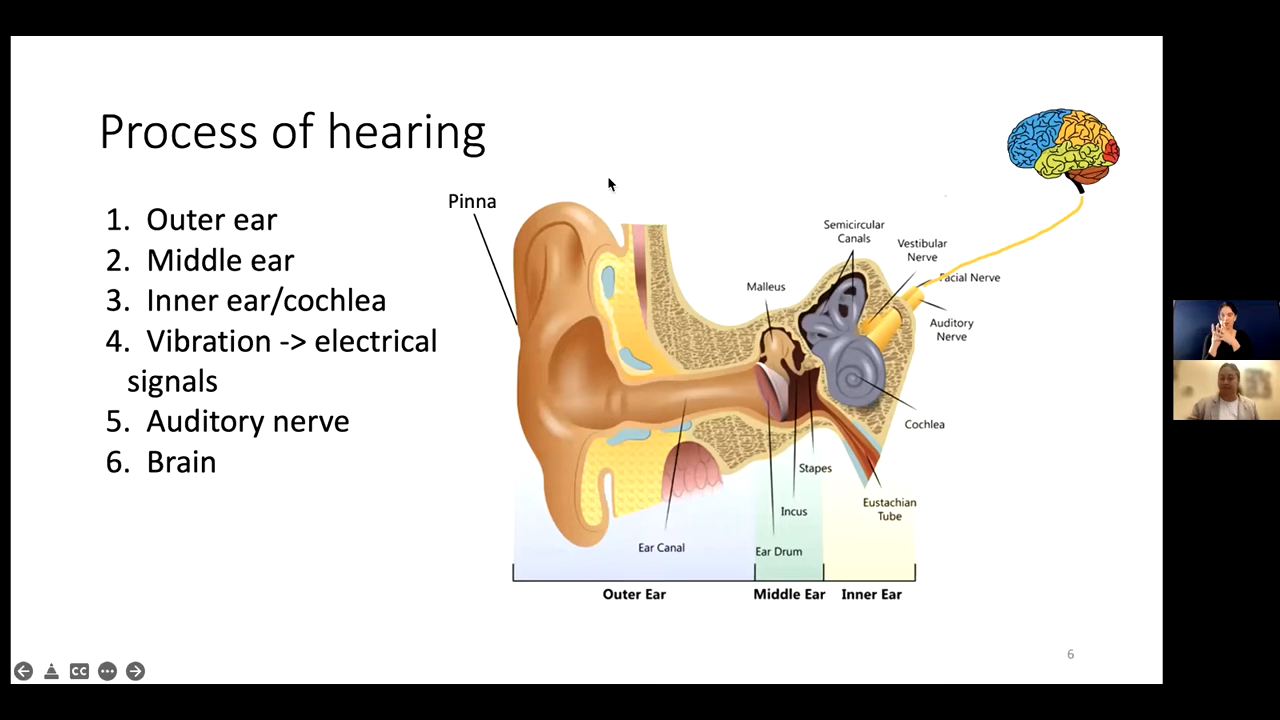 Process of hearing
1. Outer ear
2. Middle ear
3. Inner ear/cochlea
4. Vibration -> electrical
signals
5. Auditory nerve
6. Brain
Pinna
Semicircular
Canals
Vestibular
Nerve
Facial Nerve
Malleus
Auditory
Nerve
Cochlea
Stapes
Eustachian
Tube
Incus
Ear Canal
Ear Drum
Outer Ear
Middle Ear
Inner Ear
6
CC